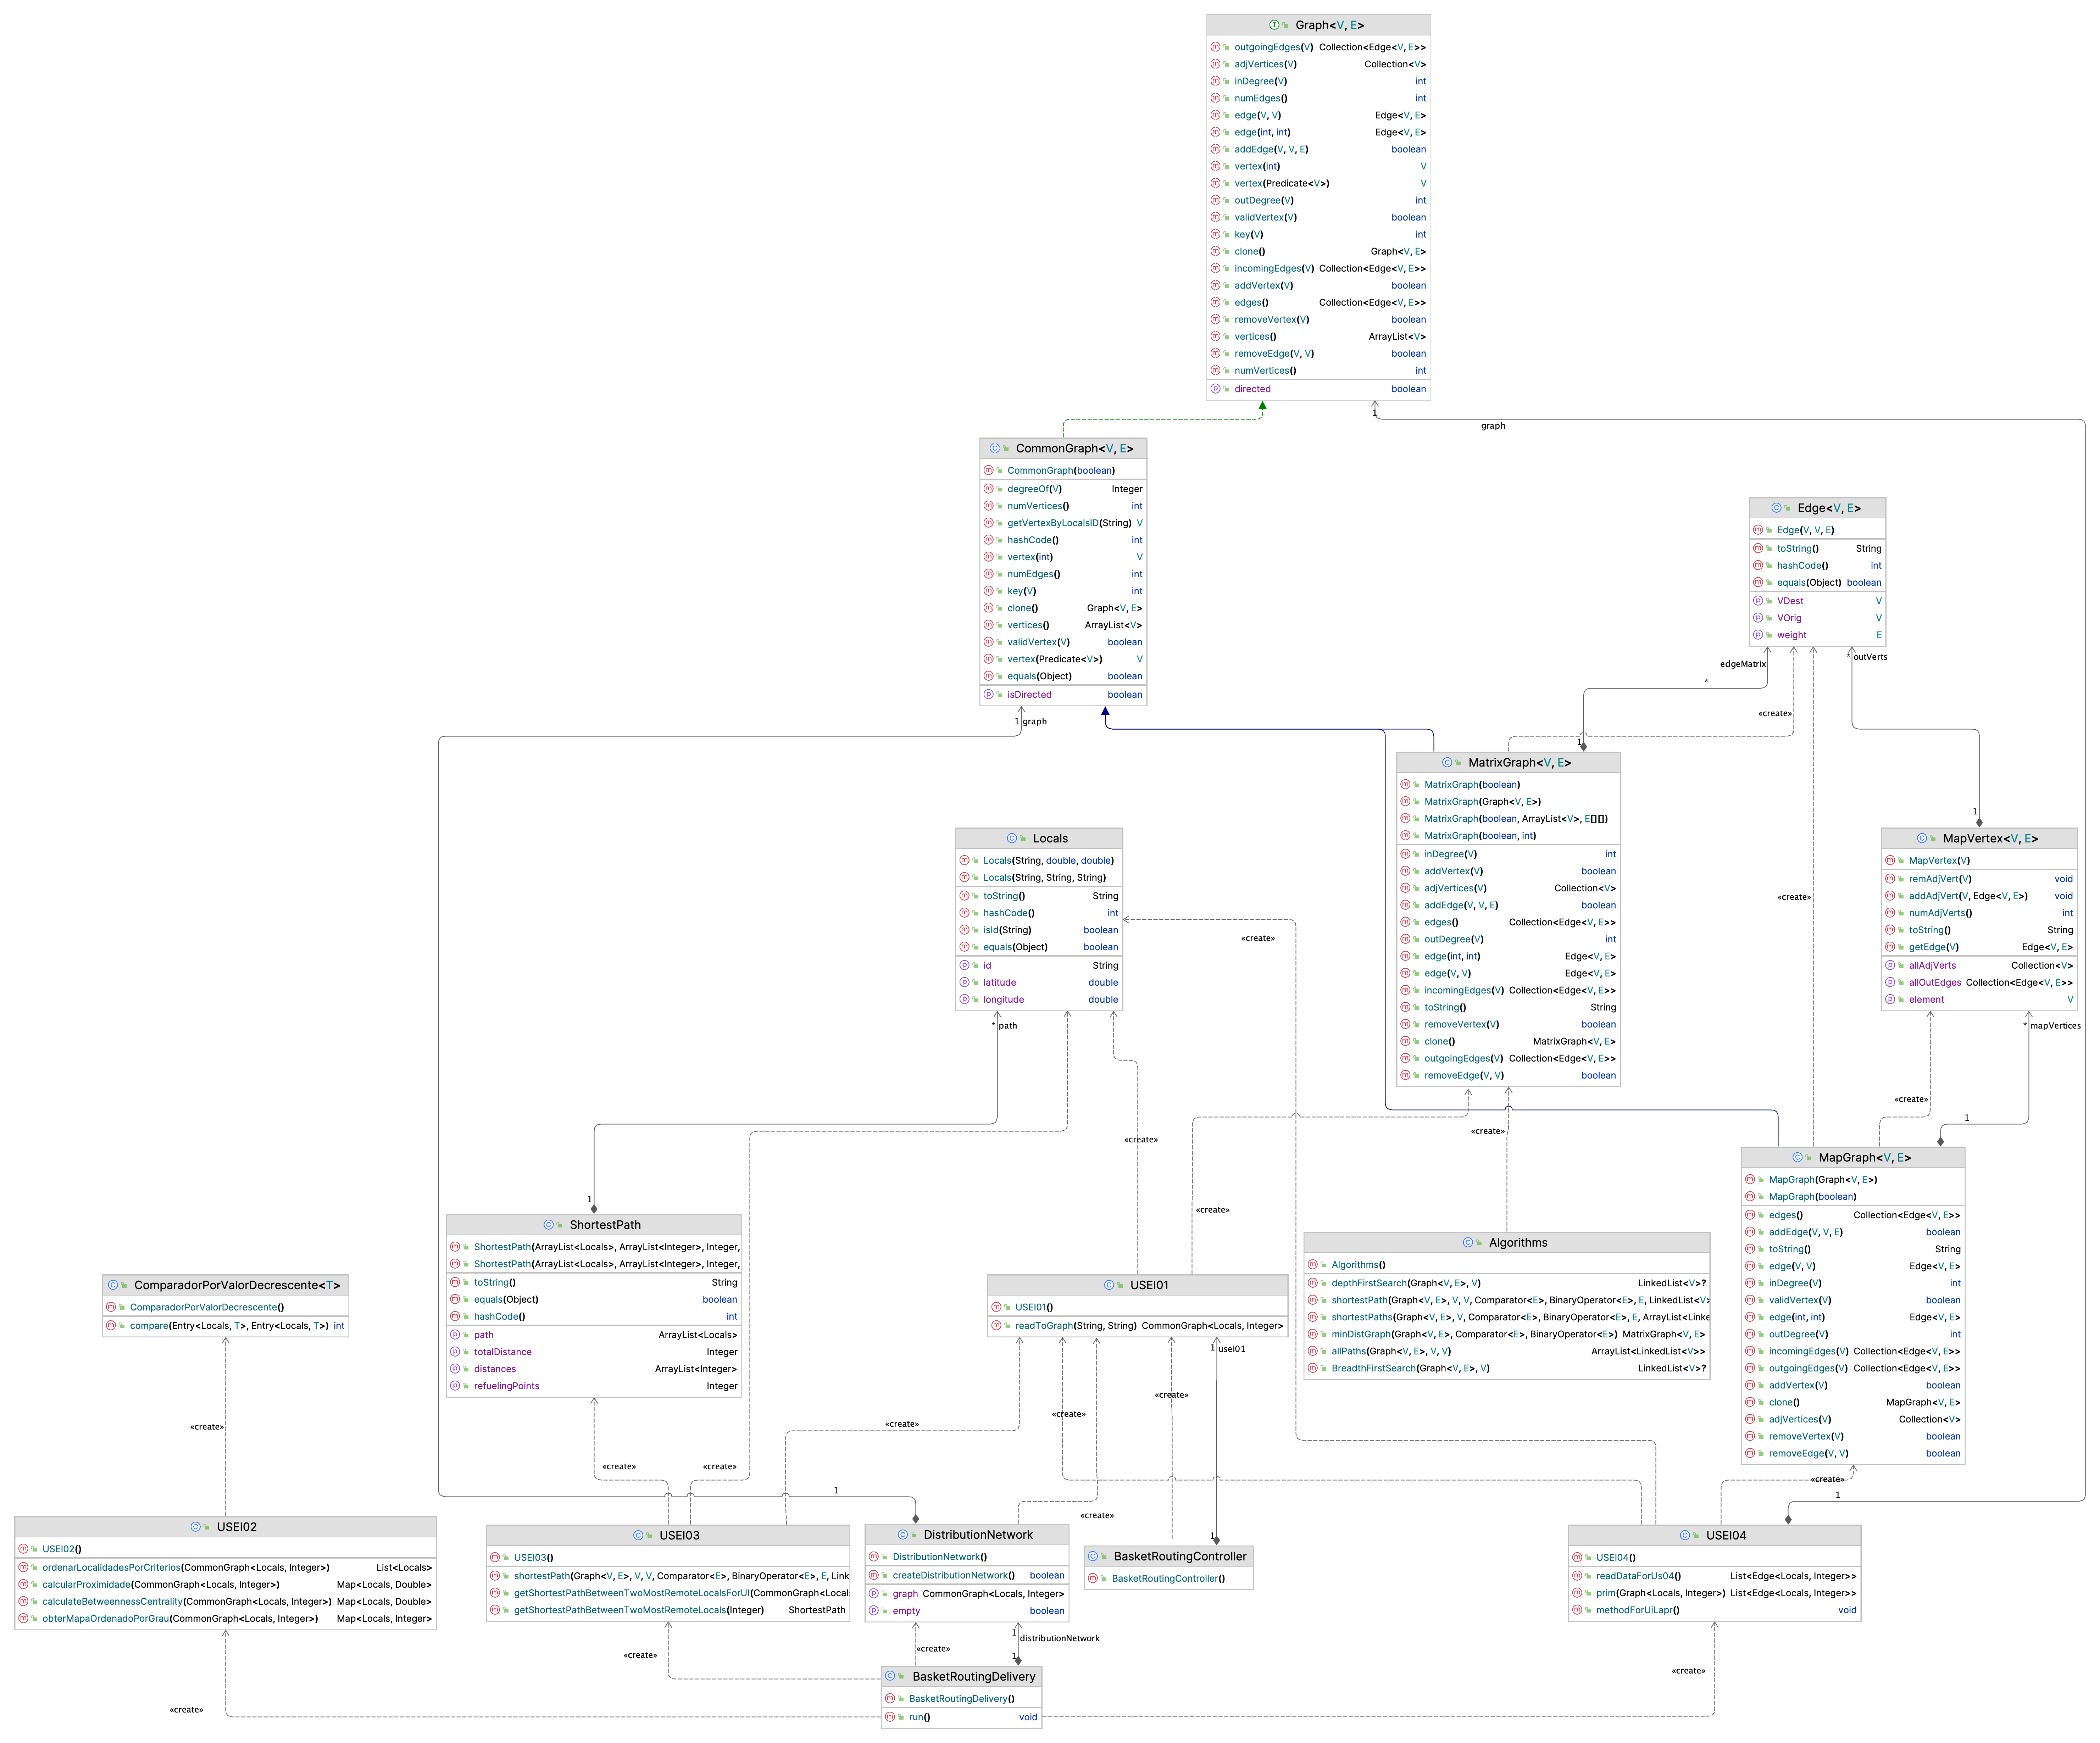 Graph<V, E>
outgoingEdges(V) Collection<Edge<V, E>>
adjVertices(V) Collection<V>
inDegree(V) int
numEdges() int
edge(V, V) Edge<V, E>
edge(int, int) Edge<V, E>
addEdge(V, V, E) boolean
vertex(int) V
vertex(Predicate<V>) V
outDegree(V) int
validVertex(V) boolean
key(V) int
clone() Graph<V, E>
incomingEdges(V) Collection<Edge<V, E>>
addVertex(V) boolean
edges() Collection<Edge<V, E>>
removeVertex(V) boolean
vertices() ArrayList<V>
removeEdge(V, V) boolean
numVertices() int
directed boolean
1
graph
CommonGraph<V, E>
CommonGraph(boolean)
degreeOf(V) Integer
numVertices() int
getVertexByLocalsID(String) V
hashCode() int
vertex(int) V
numEdges() int
key(V) int
clone() Graph<V, E>
vertices() ArrayList<V>
validVertex(V) boolean
vertex(Predicate<V>) V
equals(Object) boolean
isDirected boolean
1 graph
Edge<V, E>
Edge(V, V, E)
toString() String
hashCode() int
equals(Object) boolean
VDest V
VOrig V
weight E
edgeMatrix
*
* outVerts
«create»
1
MatrixGraph<V, E>
MatrixGraph(boolean)
MatrixGraph(Graph<V, E>)
MatrixGraph(boolean, ArrayList<V>, E[][])
MatrixGraph(boolean, int)
inDegree(V) int
addVertex(V) boolean
adjVertices(V) Collection<V>
addEdge(V, V, E) boolean
edges() Collection<Edge<V, E>>
outDegree(V) int
edge(int, int) Edge<V, E>
edge(V, V) Edge<V, E>
incomingEdges(V) Collection<Edge<V, E>>
toString() String
removeVertex(V) boolean
clone() MatrixGraph<V, E>
outgoingEdges(V) Collection<Edge<V, E>>
removeEdge(V, V) boolean
1
MapVertex<V, E>
MapVertex(V)
remAdjVert(V) void
addAdjVert(V, Edge<V, E>) void
numAdjVerts() int
toString() String
getEdge(V) Edge<V, E>
allAdjVerts Collection<V>
allOutEdges Collection<Edge<V, E>>
element V
* mapVertices
«create»
«create»
1
Locals
Locals(String, double, double)
Locals(String, String, String)
toString() String
hashCode() int
isId(String) boolean
equals(Object) boolean
id String
latitude double
longitude double
* path
«create»
«create»
«create»
«create»
MapGraph<V, E>
MapGraph(Graph<V, E>)
MapGraph(boolean)
edges() Collection<Edge<V, E>>
addEdge(V, V, E) boolean
toString() String
edge(V, V) Edge<V, E>
inDegree(V) int
validVertex(V) boolean
edge(int, int) Edge<V, E>
outDegree(V) int
incomingEdges(V) Collection<Edge<V, E>>
outgoingEdges(V) Collection<Edge<V, E>>
addVertex(V) boolean
clone() MapGraph<V, E>
adjVertices(V) Collection<V>
removeVertex(V) boolean
removeEdge(V, V) boolean
1
ShortestPath
ShortestPath(ArrayList<Locals>, ArrayList<Integer>, Integer,
ShortestPath(ArrayList<Locals>, ArrayList<Integer>, Integer,
toString() String
equals(Object) boolean
hashCode() int
path ArrayList<Locals>
totalDistance Integer
distances ArrayList<Integer>
refuelingPoints Integer
Algorithms
Algorithms()
depthFirstSearch(Graph<V, E>, V) LinkedList<V>?
shortestPath(Graph<V, E>, V, V, Comparator<E>, BinaryOperator<E>, E, LinkedList<V>
shortestPaths(Graph<V, E>, V, Comparator<E>, BinaryOperator<E>, E, ArrayList<Linke
minDistGraph(Graph<V, E>, Comparator<E>, BinaryOperator<E>) MatrixGraph<V, E>
allPaths(Graph<V, E>, V, V) ArrayList<LinkedList<V>>
BreadthFirstSearch(Graph<V, E>, V) LinkedList<V>?
ComparadorPorValorDecrescente<T>
ComparadorPorValorDecrescente()
compare(Entry<Locals, T>, Entry<Locals, T>) int
USEI01
USEI01()
readToGraph(String, String) CommonGraph<Locals, Integer>
1 usei01
«create»
«create»
«create»
«create»
«create»
«create»
«create»
«create»
1
1
1
USEI02
USEI02()
ordenarLocalidadesPorCriterios(CommonGraph<Locals, Integer>) List<Locals>
calcularProximidade(CommonGraph<Locals, Integer>) Map<Locals, Double>
calculateBetweennessCentrality(CommonGraph<Locals, Integer>) Map<Locals, Double>
obterMapaOrdenadoPorGrau(CommonGraph<Locals, Integer>) Map<Locals, Integer>
USEI03
USEI03()
shortestPath(Graph<V, E>, V, V, Comparator<E>, BinaryOperator<E>, E, Link
getShortestPathBetweenTwoMostRemoteLocalsForUI(CommonGraph<Local
getShortestPathBetweenTwoMostRemoteLocals(Integer) ShortestPath
DistributionNetwork
DistributionNetwork()
createDistributionNetwork() boolean
graph CommonGraph<Locals, Integer>
empty boolean
BasketRoutingController
BasketRoutingController()
USEI04
USEI04()
readDataForUs04() List<Edge<Locals, Integer>>
prim(Graph<Locals, Integer>) List<Edge<Locals, Integer>>
methodForUiLapr() void
1
distributionNetwork
«create»
1
«create»
«create»
«create»
BasketRoutingDelivery
BasketRoutingDelivery()
run() void